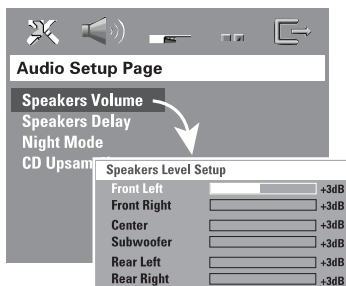 Audio Setup Page
Speakers Volume
Speakers Delay
Night Mode
CD Upsam
Speakers Level Setup
Front Left +3dB
Front Right +3dB
Center +3dB
Subwoofer +3dB
Rear Left +3dB
Rear Right +3dB